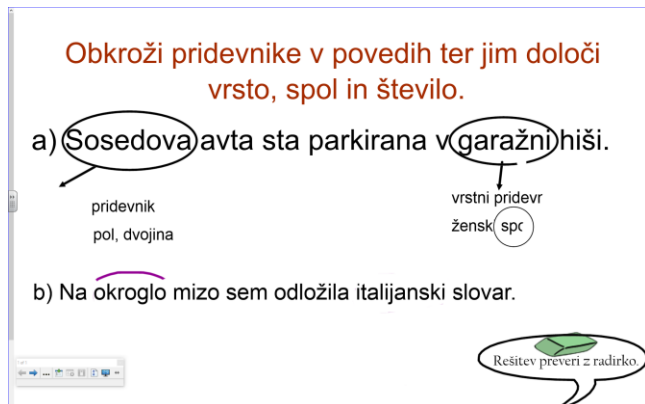 Obkroži pridevnike v povedih ter jim določi
vrsto, spol in število.
a) Sosedova avta sta parkirana v garažni hiši.
pridevnik
pol, dvojina
vrstni pridevr
žensk spo
b) Na okroglo mizo sem odložila italijanski slovar.
Rešitev preveri z radirko.